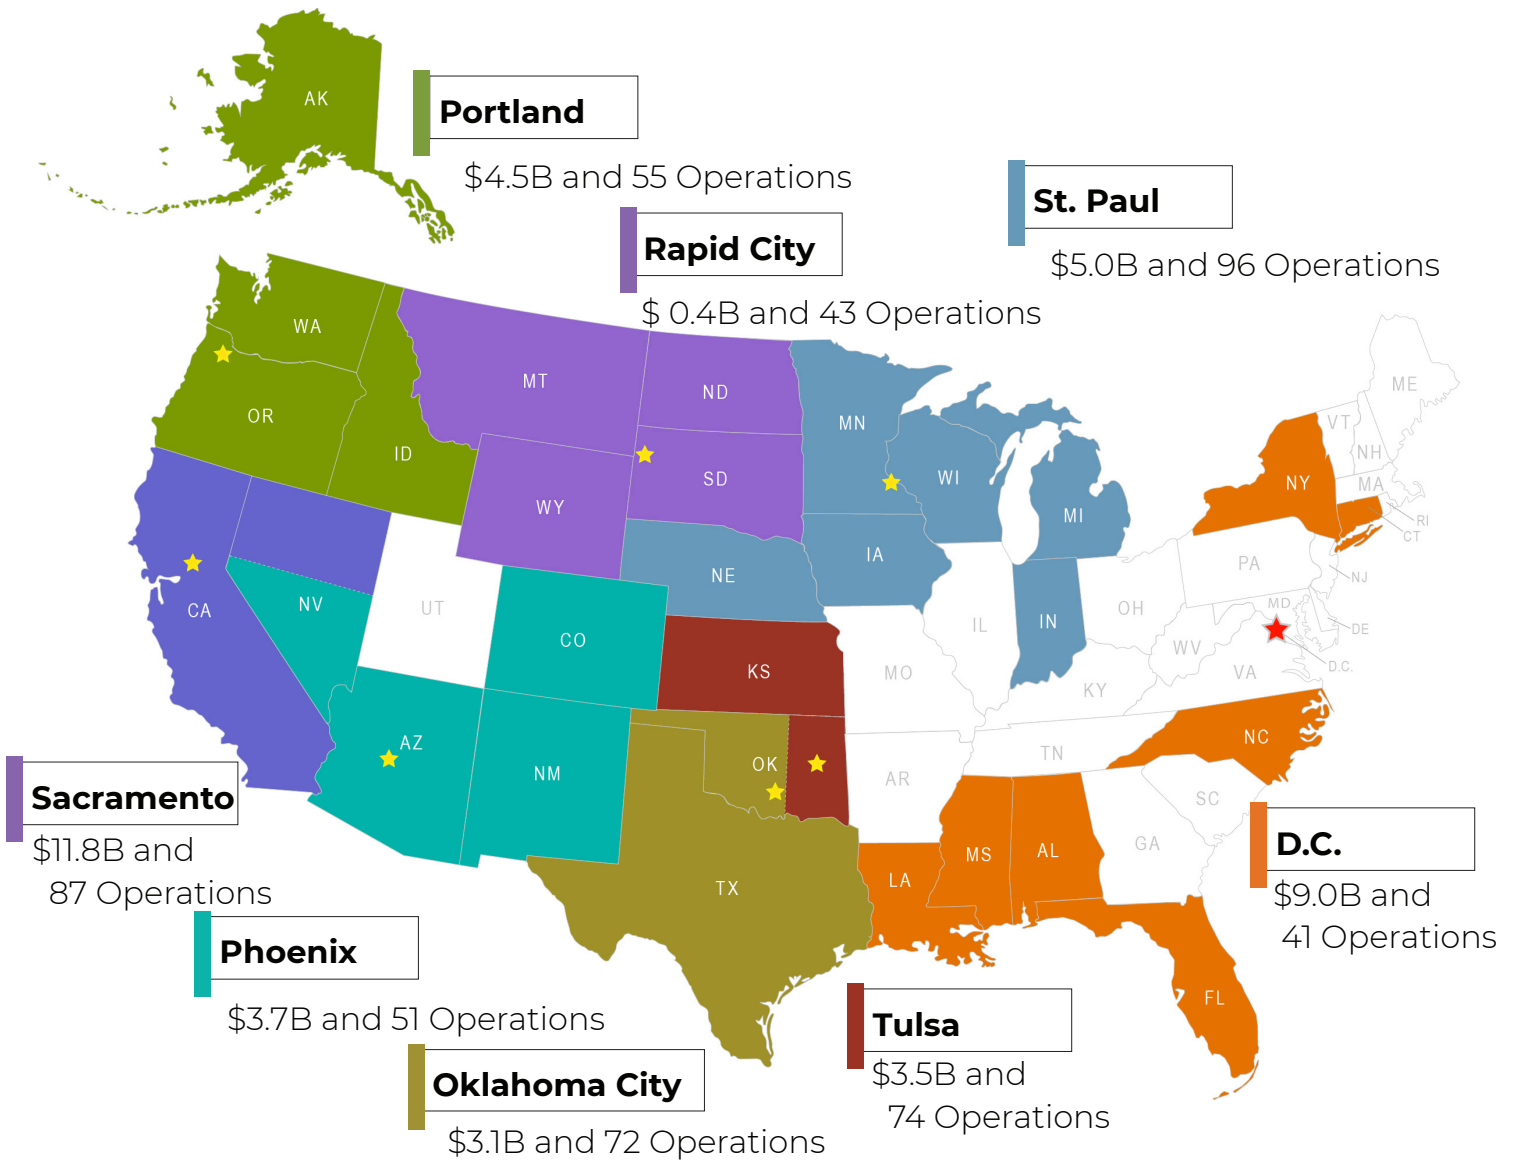 AK
Portland
$4.5B and 55 Operations
St. Paul
$5.0B and 96 Operations
Rapid City
$ 0.4B and 43 Operations
WA
OR
ID
MT
ND
SD
WY
MN
WI
MI
IA
NE
IN
IL
OH
ME
VT
NH
NY
MA
RI
CT
PA
NJ
MD
DE
WV
D.C.
VA
KY
CA
NV
UT
CO
KS
MO
AZ
NM
OK
AR
TN
NC
SC
MS
AL
GA
LA
TX
FL
Sacramento
$11.8B and
87 Operations
D.C.
$9.0B and
41 Operations
Phoenix
$3.7B and 51 Operations
Tulsa
$3.5B and
74 Operations
Oklahoma City
$3.1B and 72 Operations